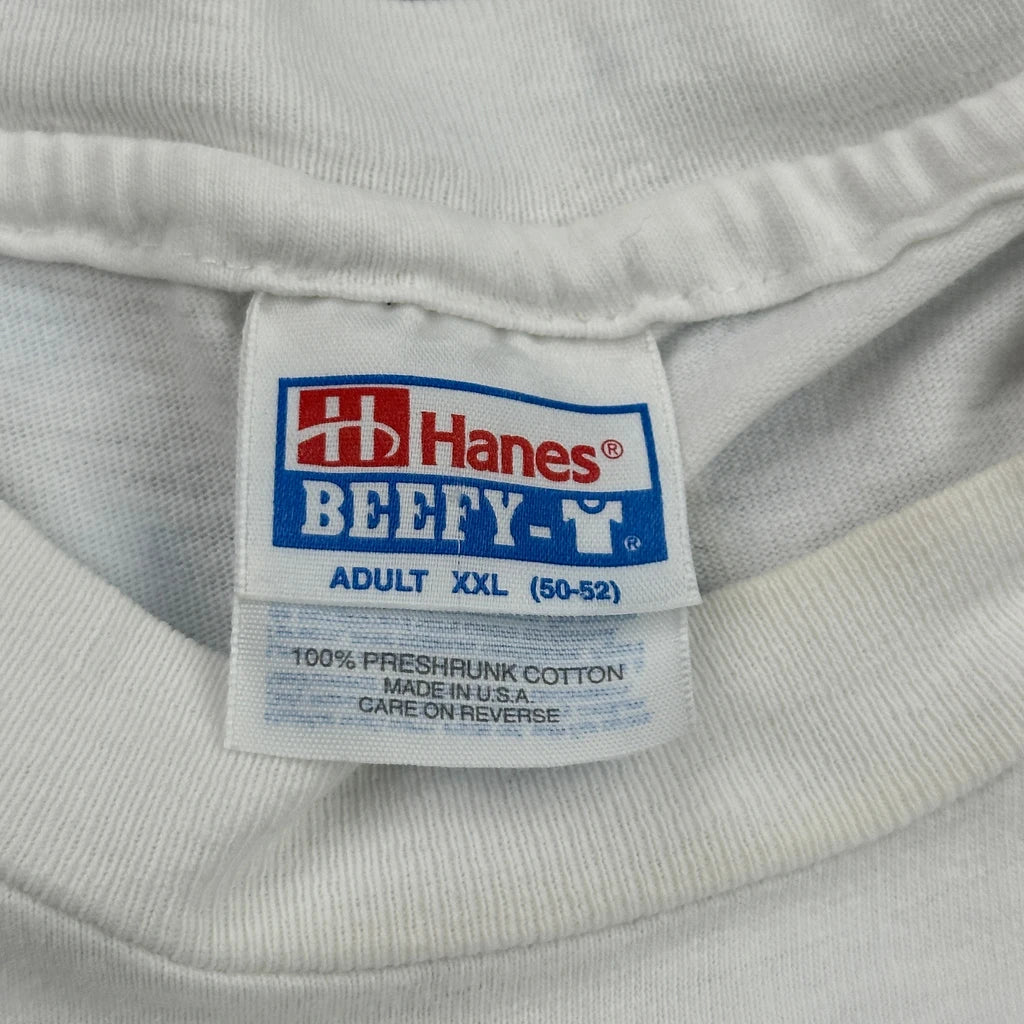 Hanes®
BEEFY-T®
ADULT XXL (50-52)
100% PRESHRUNK COTTON
MADE IN U.S.A.
CARE ON REVERSE